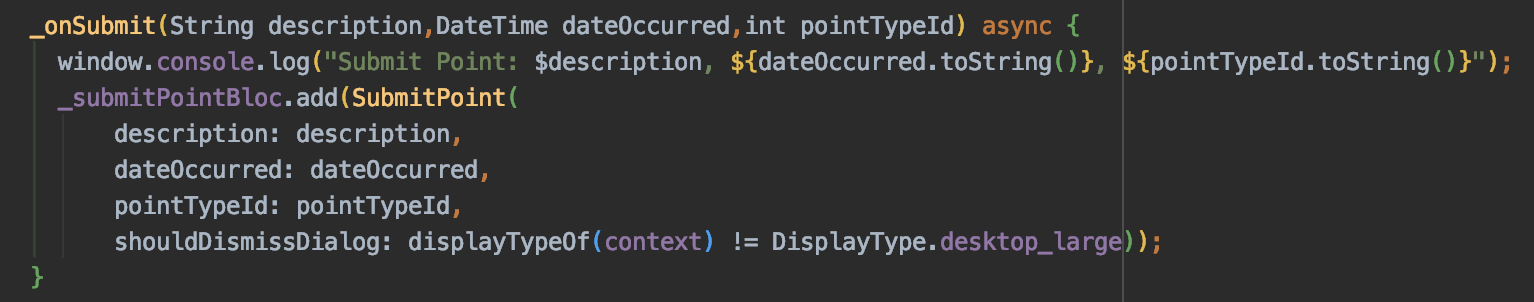 _onSubmit(String description,DateTime dateOccurred,int pointTypeId) async {
window.console.log("Submit Point: $description, ${dateOccurred.toString()}, ${pointTypeId.toString()}");
_submitPointBloc.add(SubmitPoint(
description: description,
dateOccurred: dateOccurred,
pointTypeId: pointTypeId,
shouldDismissDialog: displayTypeOf(context) != DisplayType.desktop_large));
}